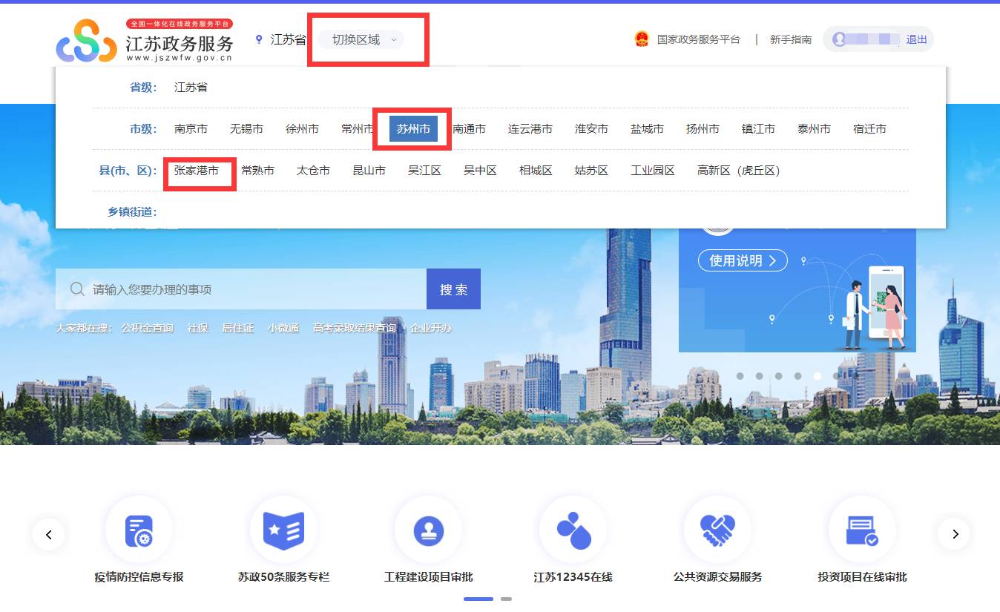 全国一体化在线政务服务平台
江苏政务服务
www.jszwfw.gov.cn
江苏省 切换区域
国家政务服务平台 | 新手指南 退出
省级： 江苏省
市级： 南京市 无锡市 徐州市 常州市 苏州市 南通市 连云港市 淮安市 盐城市 扬州市 镇江市 泰州市 宿迁市
县(市、区)： 张家港市 常熟市 太仓市 昆山市 吴江区 吴中区 相城区 姑苏区 工业园区 高新区（虎丘区）
乡镇街道：
使用说明
请输入您要办理的事项 搜索
大家都在搜： 公积金查询 社保 居住证 小微通 高考录取结果查询 企业开办
疫情防控信息专报 苏政50条服务专栏 工程建设项目审批 江苏12345在线 公共资源交易服务 投资项目在线审批